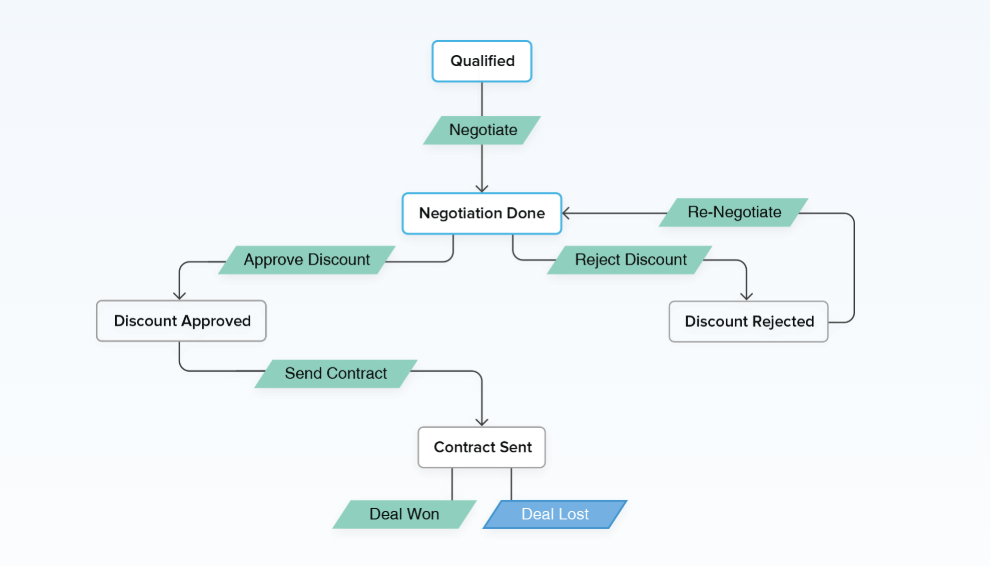 Qualified
Negotiate
Negotiation Done
Re-Negotiate
Approve Discount
Reject Discount
Discount Approved
Discount Rejected
Send Contract
Contract Sent
Deal Won
Deal Lost